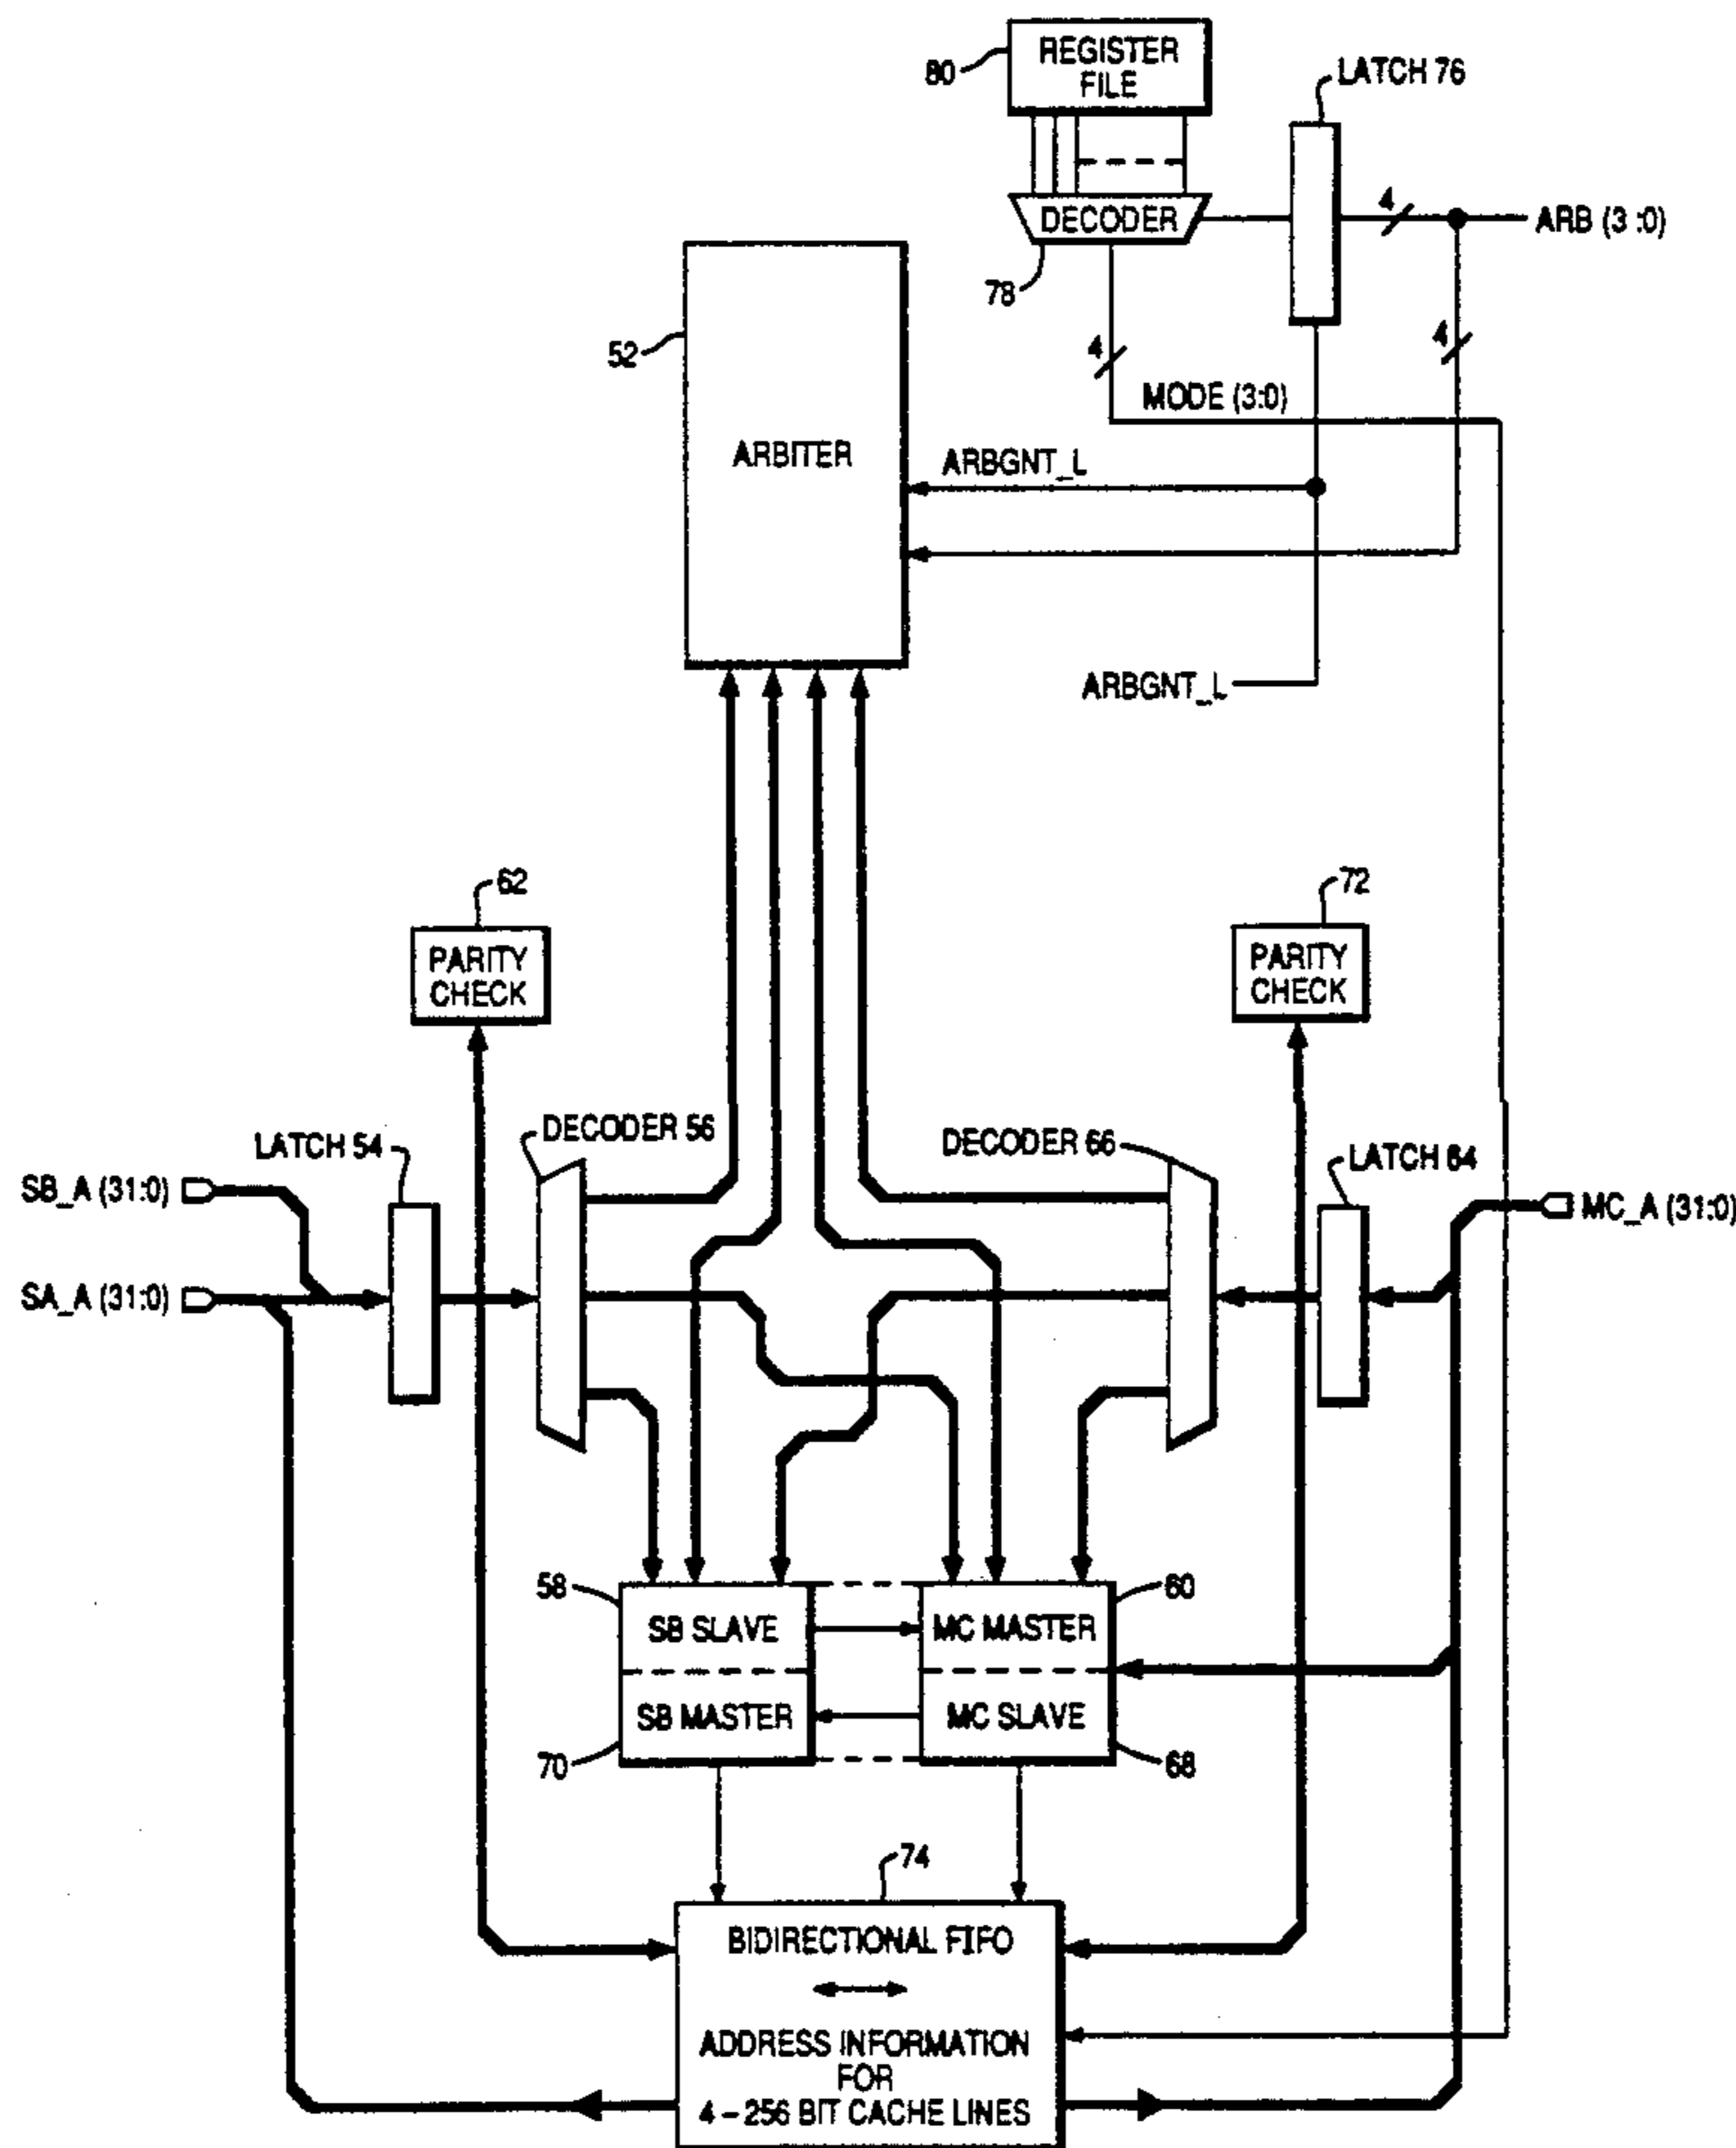 REGISTER
FILE
80
LATCH 76
4
DECODER
ARB (3 :0)
78
52
4
4
MODE (3:0)
ARBITER
ARBGNT_L
ARBGNT_L
62
72
PARITY
CHECK
PARITY
CHECK
DECODER 56
LATCH 54
DECODER 66
LATCH 64
SB_A (31:0)
MC_A (31:0)
SA_A (31:0)
58
60
SB SLAVE
MC MASTER
SB MASTER
MC SLAVE
70
68
74
BIDIRECTIONAL FIFO
ADDRESS INFORMATION
FOR
4 – 256 BIT CACHE LINES